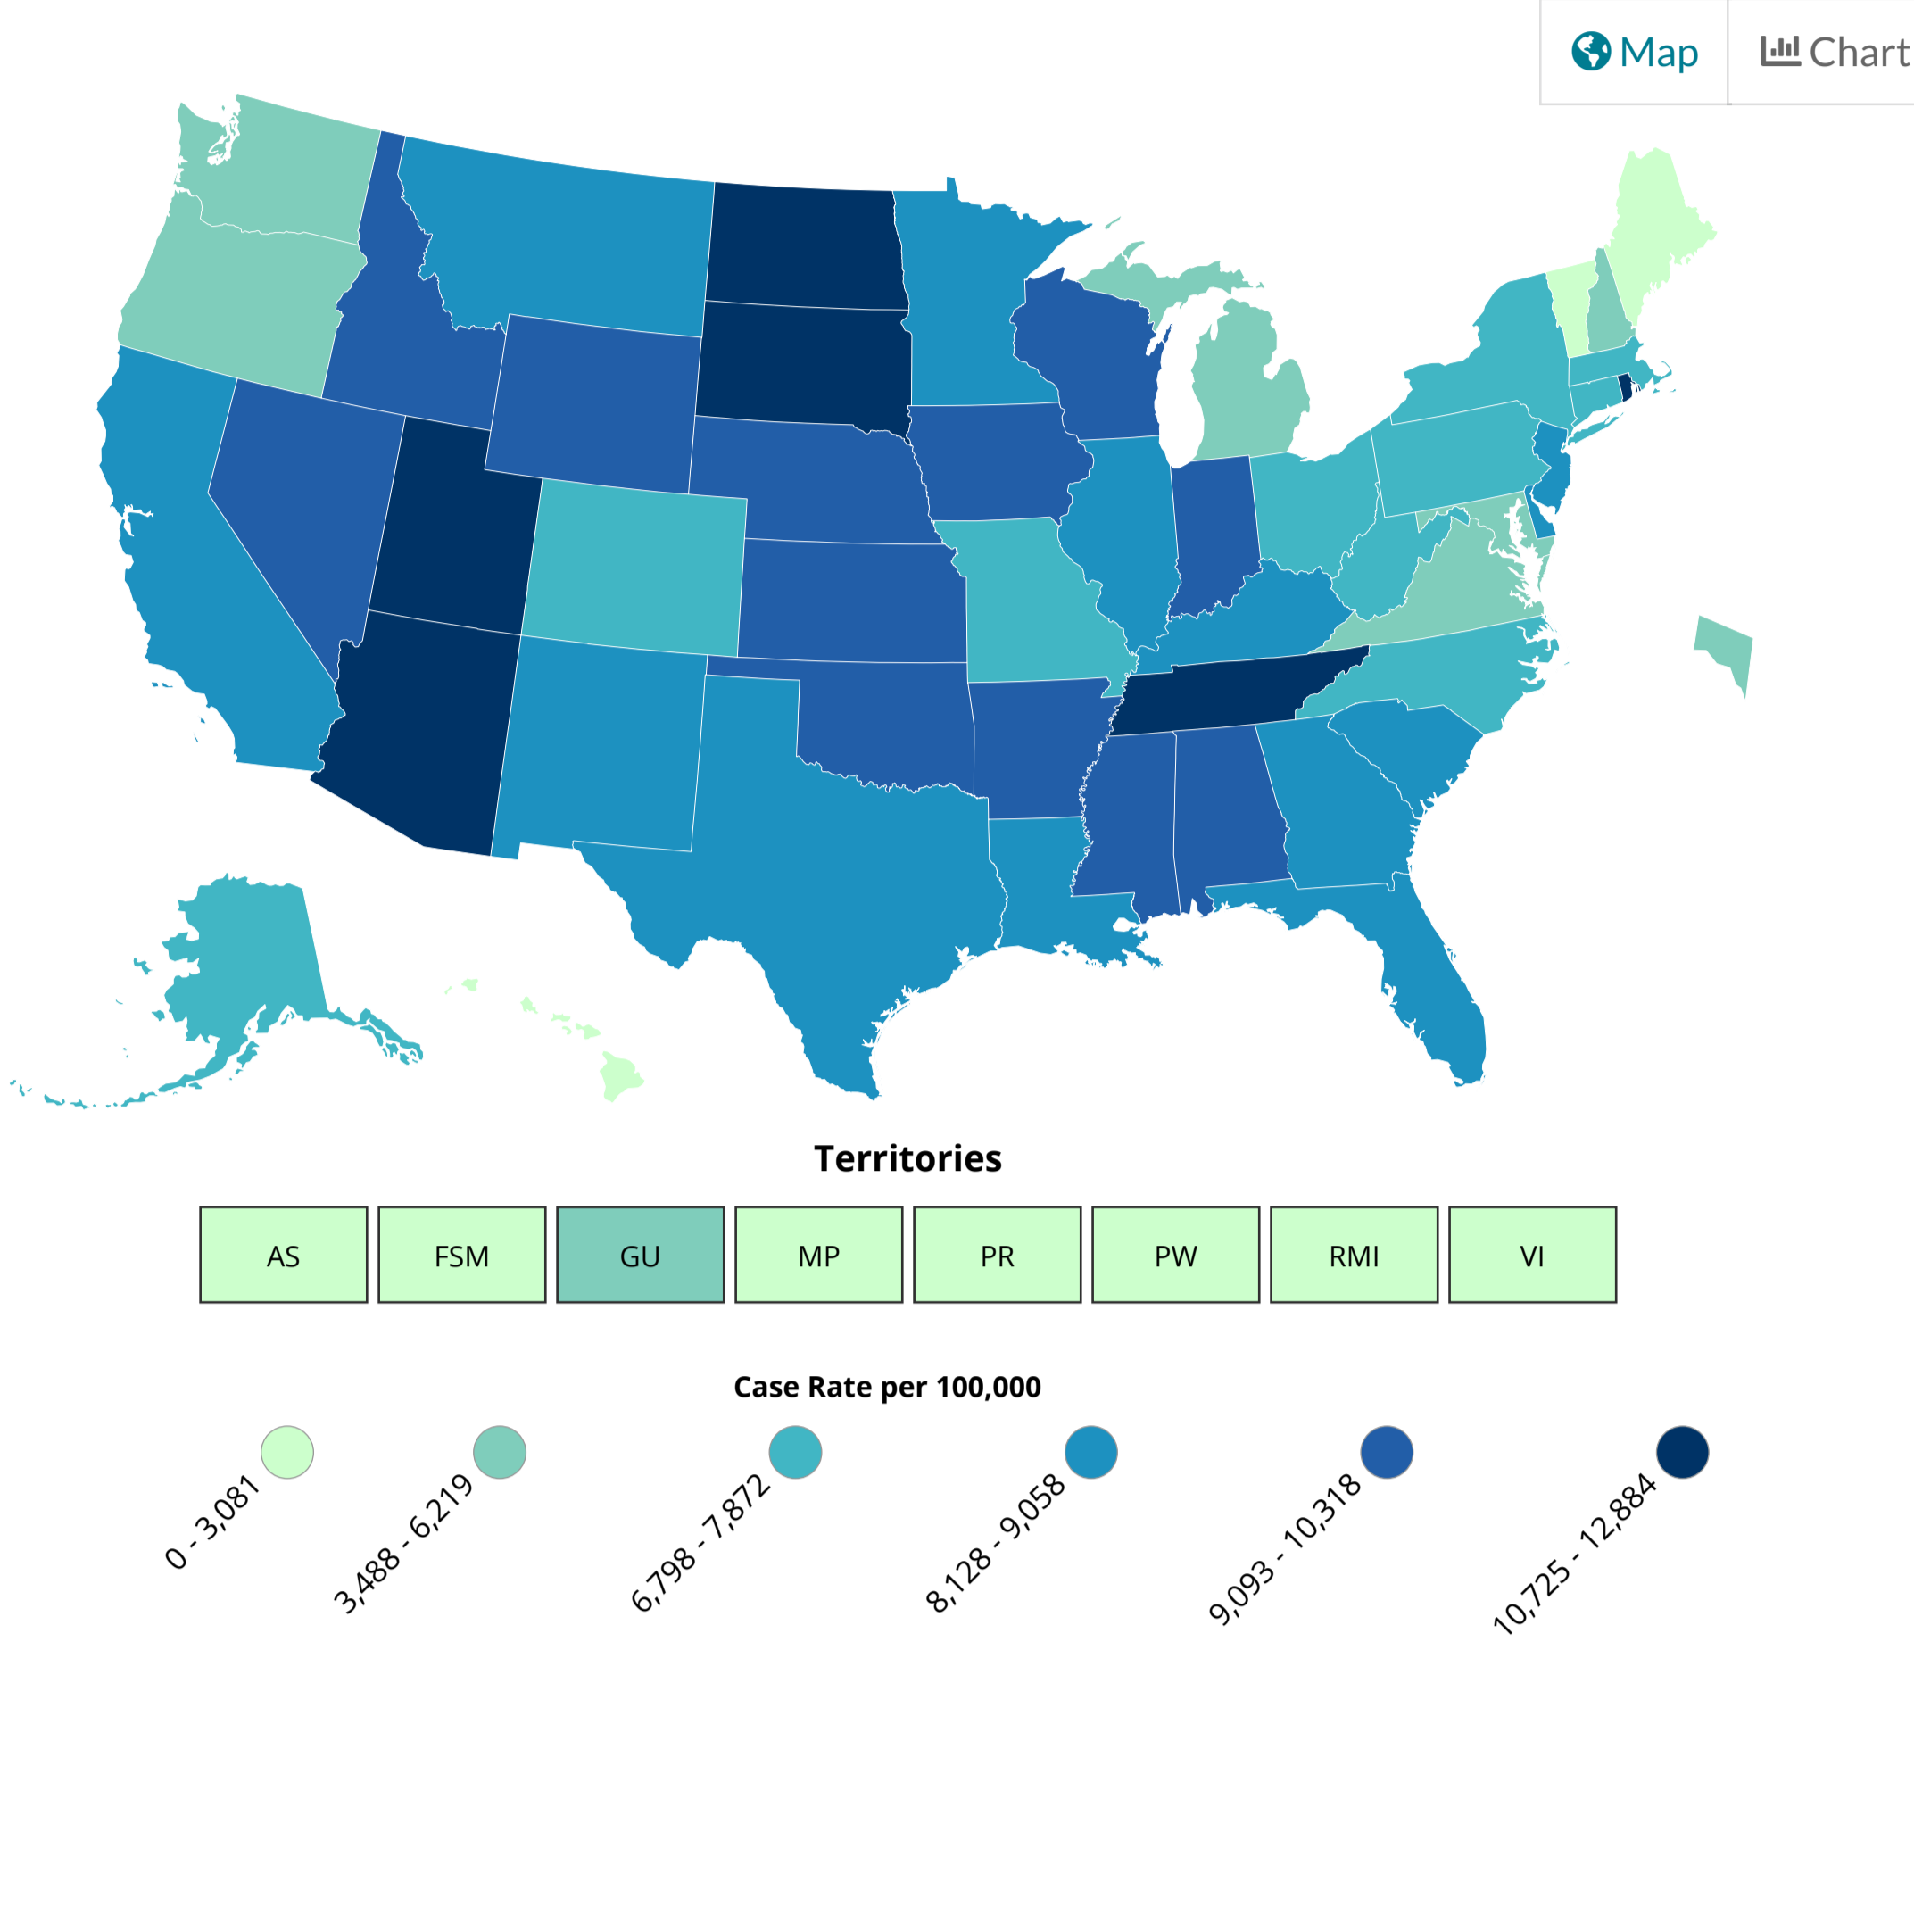 Map Chart
Territories
AS FSM GU MP PR PW RMI VI
Case Rate per 100,000
0 - 3,081 3,488 - 6,219 6,798 - 7,872 8,128 - 9,058 9,093 - 10,318 10,725 - 12,884